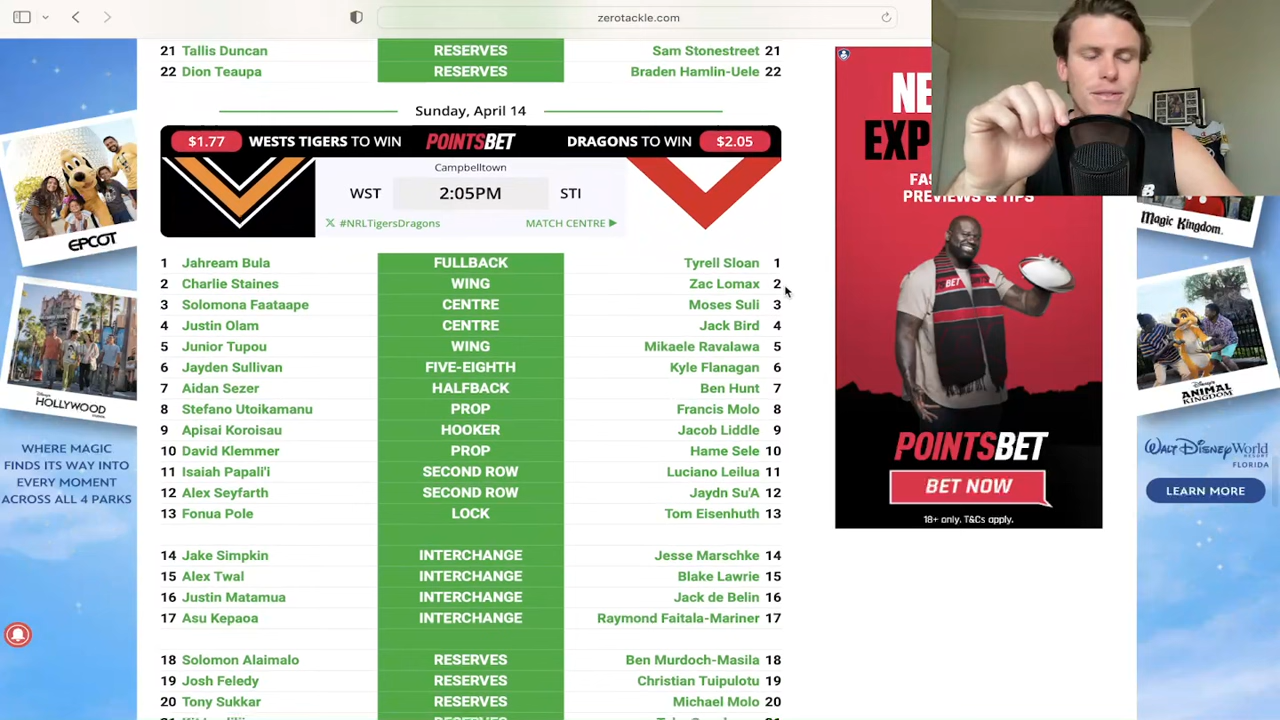 zerotackle.com
21 Tallis Duncan RESERVES Sam Stonestreet 21
22 Dion Teaupa RESERVES Braden Hamlin-Uele 22
Sunday, April 14
$1.77 WESTS TIGERS TO WIN POINTSBET DRAGONS TO WIN $2.05
Campbelltown
WST 2:05PM STI
#NRLTigersDragons MATCH CENTRE ▶
1 Jahream Bula FULLBACK Tyrell Sloan 1
2 Charlie Staines WING Zac Lomax 2
3 Solomona Faataape CENTRE Moses Suli 3
4 Justin Olam CENTRE Jack Bird 4
5 Junior Tupou WING Mikaele Ravalawa 5
6 Jayden Sullivan FIVE-EIGHTH Kyle Flanagan 6
7 Aidan Sezer HALFBACK Ben Hunt 7
8 Stefano Utoikamanu PROP Francis Molo 8
9 Apisai Koroisau HOOKER Jacob Liddle 9
10 David Klemmer PROP Hame Sele 10
11 Isaiah Papali'i SECOND ROW Luciano Leilua 11
12 Alex Seyfarth SECOND ROW Jaydn Su'A 12
13 Fonua Pole LOCK Tom Eisenhuth 13
14 Jake Simpkin INTERCHANGE Jesse Marschke 14
15 Alex Twal INTERCHANGE Blake Lawrie 15
16 Justin Matamua INTERCHANGE Jack de Belin 16
17 Asu Kepaoa INTERCHANGE Raymond Faitala-Mariner 17
18 Solomon Alaimalo RESERVES Ben Murdoch-Masila 18
19 Josh Feledy RESERVES Christian Tuipulotu 19
20 Tony Sukkar RESERVES Michael Molo 20
EPCOT
Disney's
HOLLYWOOD
WHERE MAGIC
FINDS ITS WAY INTO
EVERY MOMENT
ACROSS ALL 4 PARKS
PREVIEWS & TIPS
BET
POINTSBET
BET NOW
18+ only. T&Cs apply.
Magic Kingdom
Disney's
ANIMAL
KINGDOM
Walt Disney World
FLORIDA
LEARN MORE